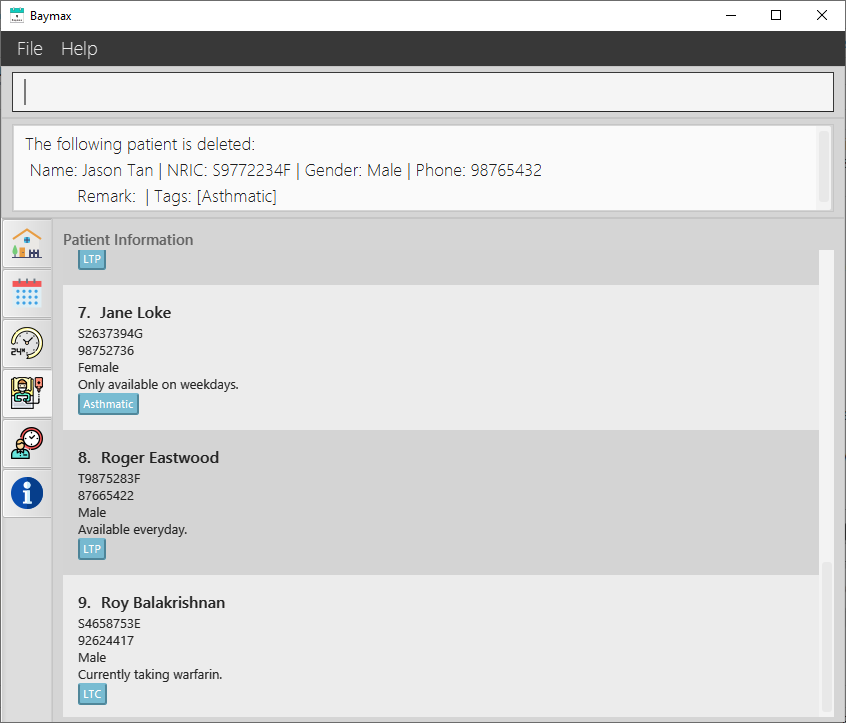 Baymax
File Help
The following patient is deleted:
Name: Jason Tan | NRIC: S9772234F | Gender: Male | Phone: 98765432
Remark: | Tags: [Asthmatic]
Patient Information
LTP
7. Jane Loke
S2637394G
98752736
Female
Only available on weekdays.
Asthmatic
8. Roger Eastwood
T9875283F
87665422
Male
Available everyday.
LTP
9. Roy Balakrishnan
S4658753E
92624417
Male
Currently taking warfarin.
LTC
24H